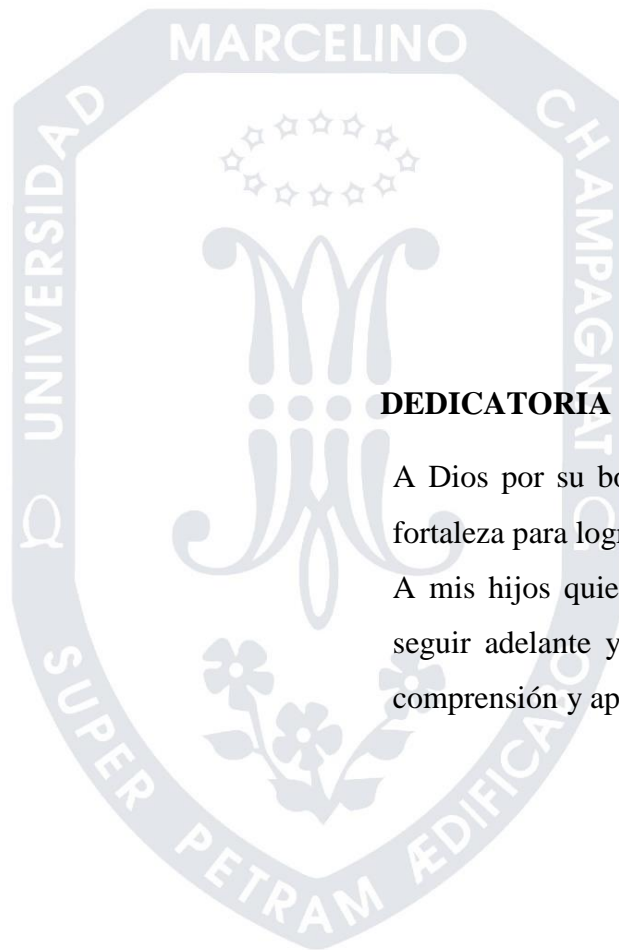 UNIVERSIDAD MARCELINO CHAMPAGNAT
DEDICATORIA
A Dios por su bo
fortaleza para logr
A mis hijos quie
seguir adelante y
comprensión y ap
SUPER PETRAM ÆDIFICABO